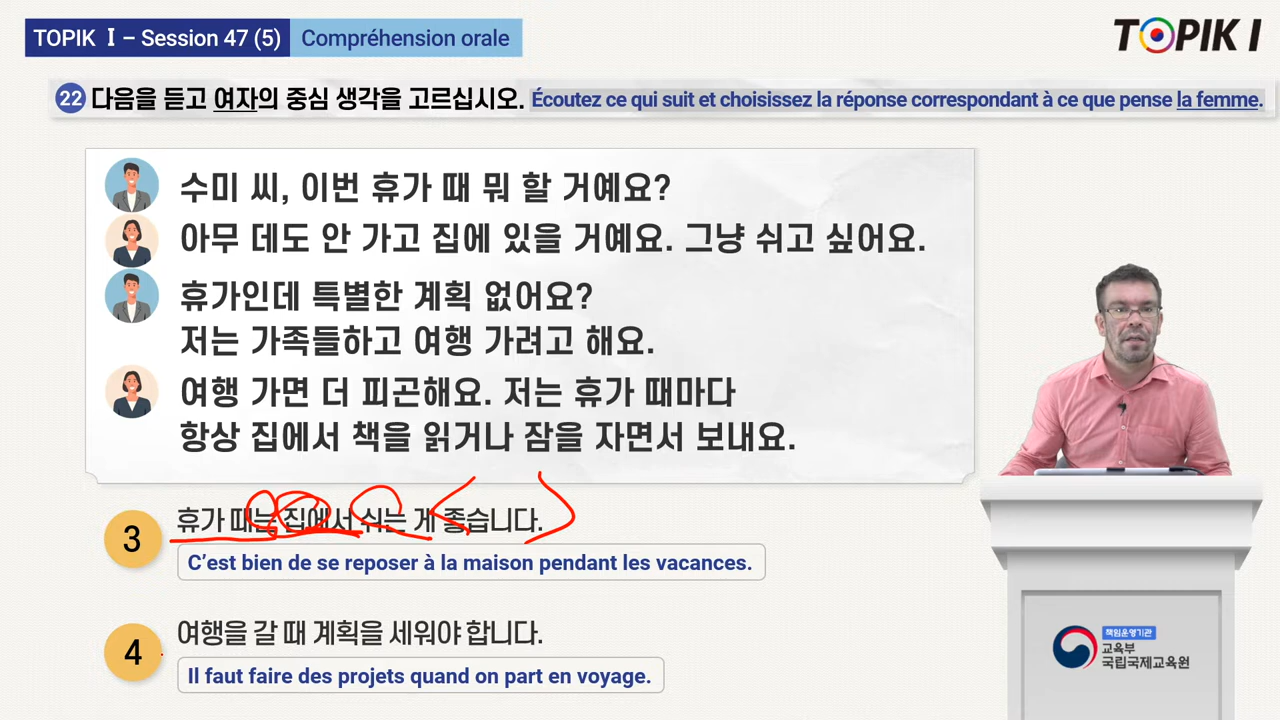 TOPIK Ⅰ – Session 47 (5) Compréhension orale
TOPIK I
22 다음을 듣고 여자의 중심 생각을 고르십시오. Écoutez ce qui suit et choisissez la réponse correspondant à ce que pense la femme.
수미 씨, 이번 휴가 때 뭐 할 거예요?
아무 데도 안 가고 집에 있을 거예요. 그냥 쉬고 싶어요.
휴가인데 특별한 계획 없어요?
저는 가족들하고 여행 가려고 해요.
여행 가면 더 피곤해요. 저는 휴가 때마다
항상 집에서 책을 읽거나 잠을 자면서 보내요.
3 휴가 때는 집에서 쉬는 게 좋습니다.
C’est bien de se reposer à la maison pendant les vacances.
4 여행을 갈 때 계획을 세워야 합니다.
Il faut faire des projets quand on part en voyage.
책임운영기관
교육부
국립국제교육원